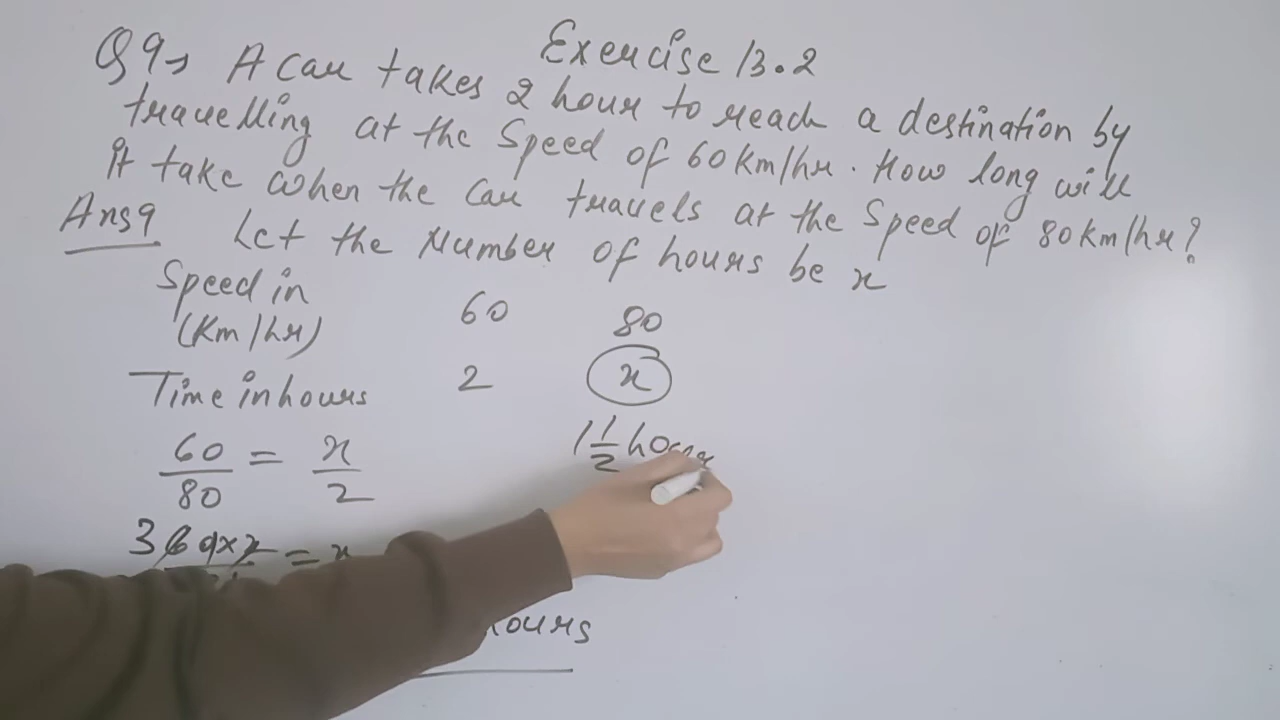 Exercise 13.2
Q9→ A car takes 2 hour to reach a destination by
travelling at the Speed of 60km/hr. How long will
it take when the Car travels at the Speed of 80km/hr?
Ans9 Let the Number of hours be x
Speed in
(Km/hr) 60 80
Time in hours 2 x
60/80 = x/2
1 1/2 hour
3 60×2 = x
hours